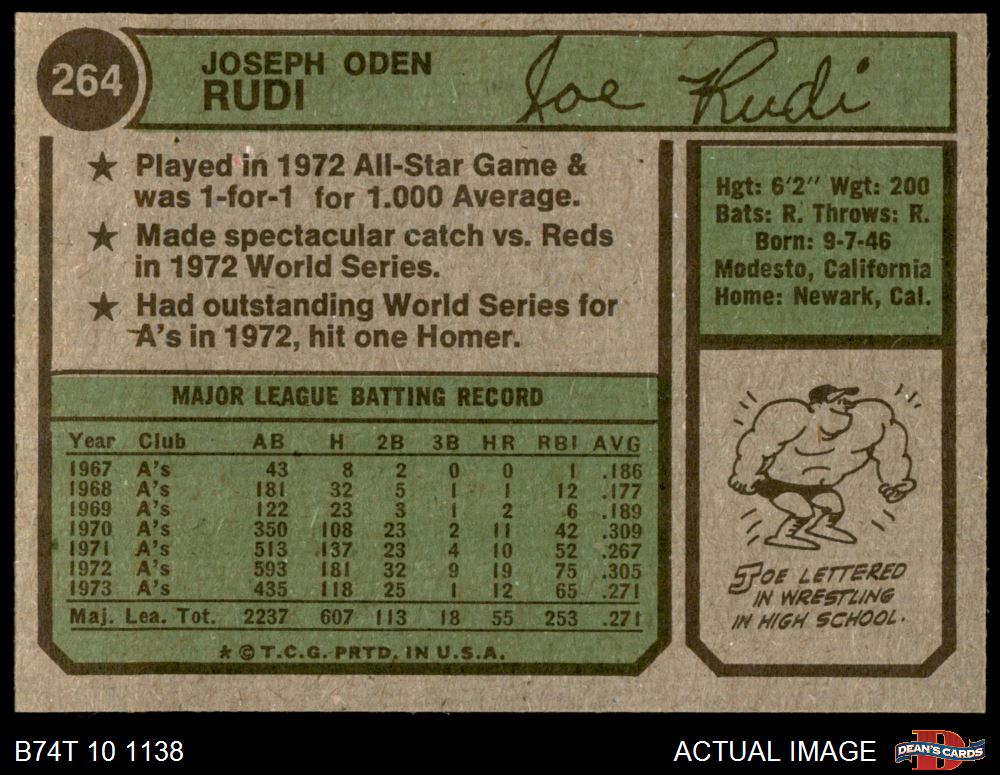 264
JOSEPH ODEN
RUDI
Joe Rudi
★ Played in 1972 All-Star Game &
was 1-for-1 for 1.000 Average.
★ Made spectacular catch vs. Reds
in 1972 World Series.
★ Had outstanding World Series for
A's in 1972, hit one Homer.
Hgt: 6'2" Wgt: 200
Bats: R. Throws: R.
Born: 9-7-46
Modesto, California
Home: Newark, Cal.
MAJOR LEAGUE BATTING RECORD
Year Club AB H 2B 3B HR RBI AVG
1967 A's 43 8 2 0 0 1 .186
1968 A's 181 32 5 1 1 12 .177
1969 A's 122 23 3 1 2 6 .189
1970 A's 350 108 23 2 11 42 .309
1971 A's 513 137 23 4 10 52 .267
1972 A's 593 181 32 9 19 75 .305
1973 A's 435 118 25 1 12 65 .271
Maj. Lea. Tot. 2237 607 113 18 55 253 .271
* © T.C.G. PRTD. IN U.S.A.
JOE LETTERED
IN WRESTLING
IN HIGH SCHOOL.
B74T 10 1138
ACTUAL IMAGE
D
DEAN'S CARDS